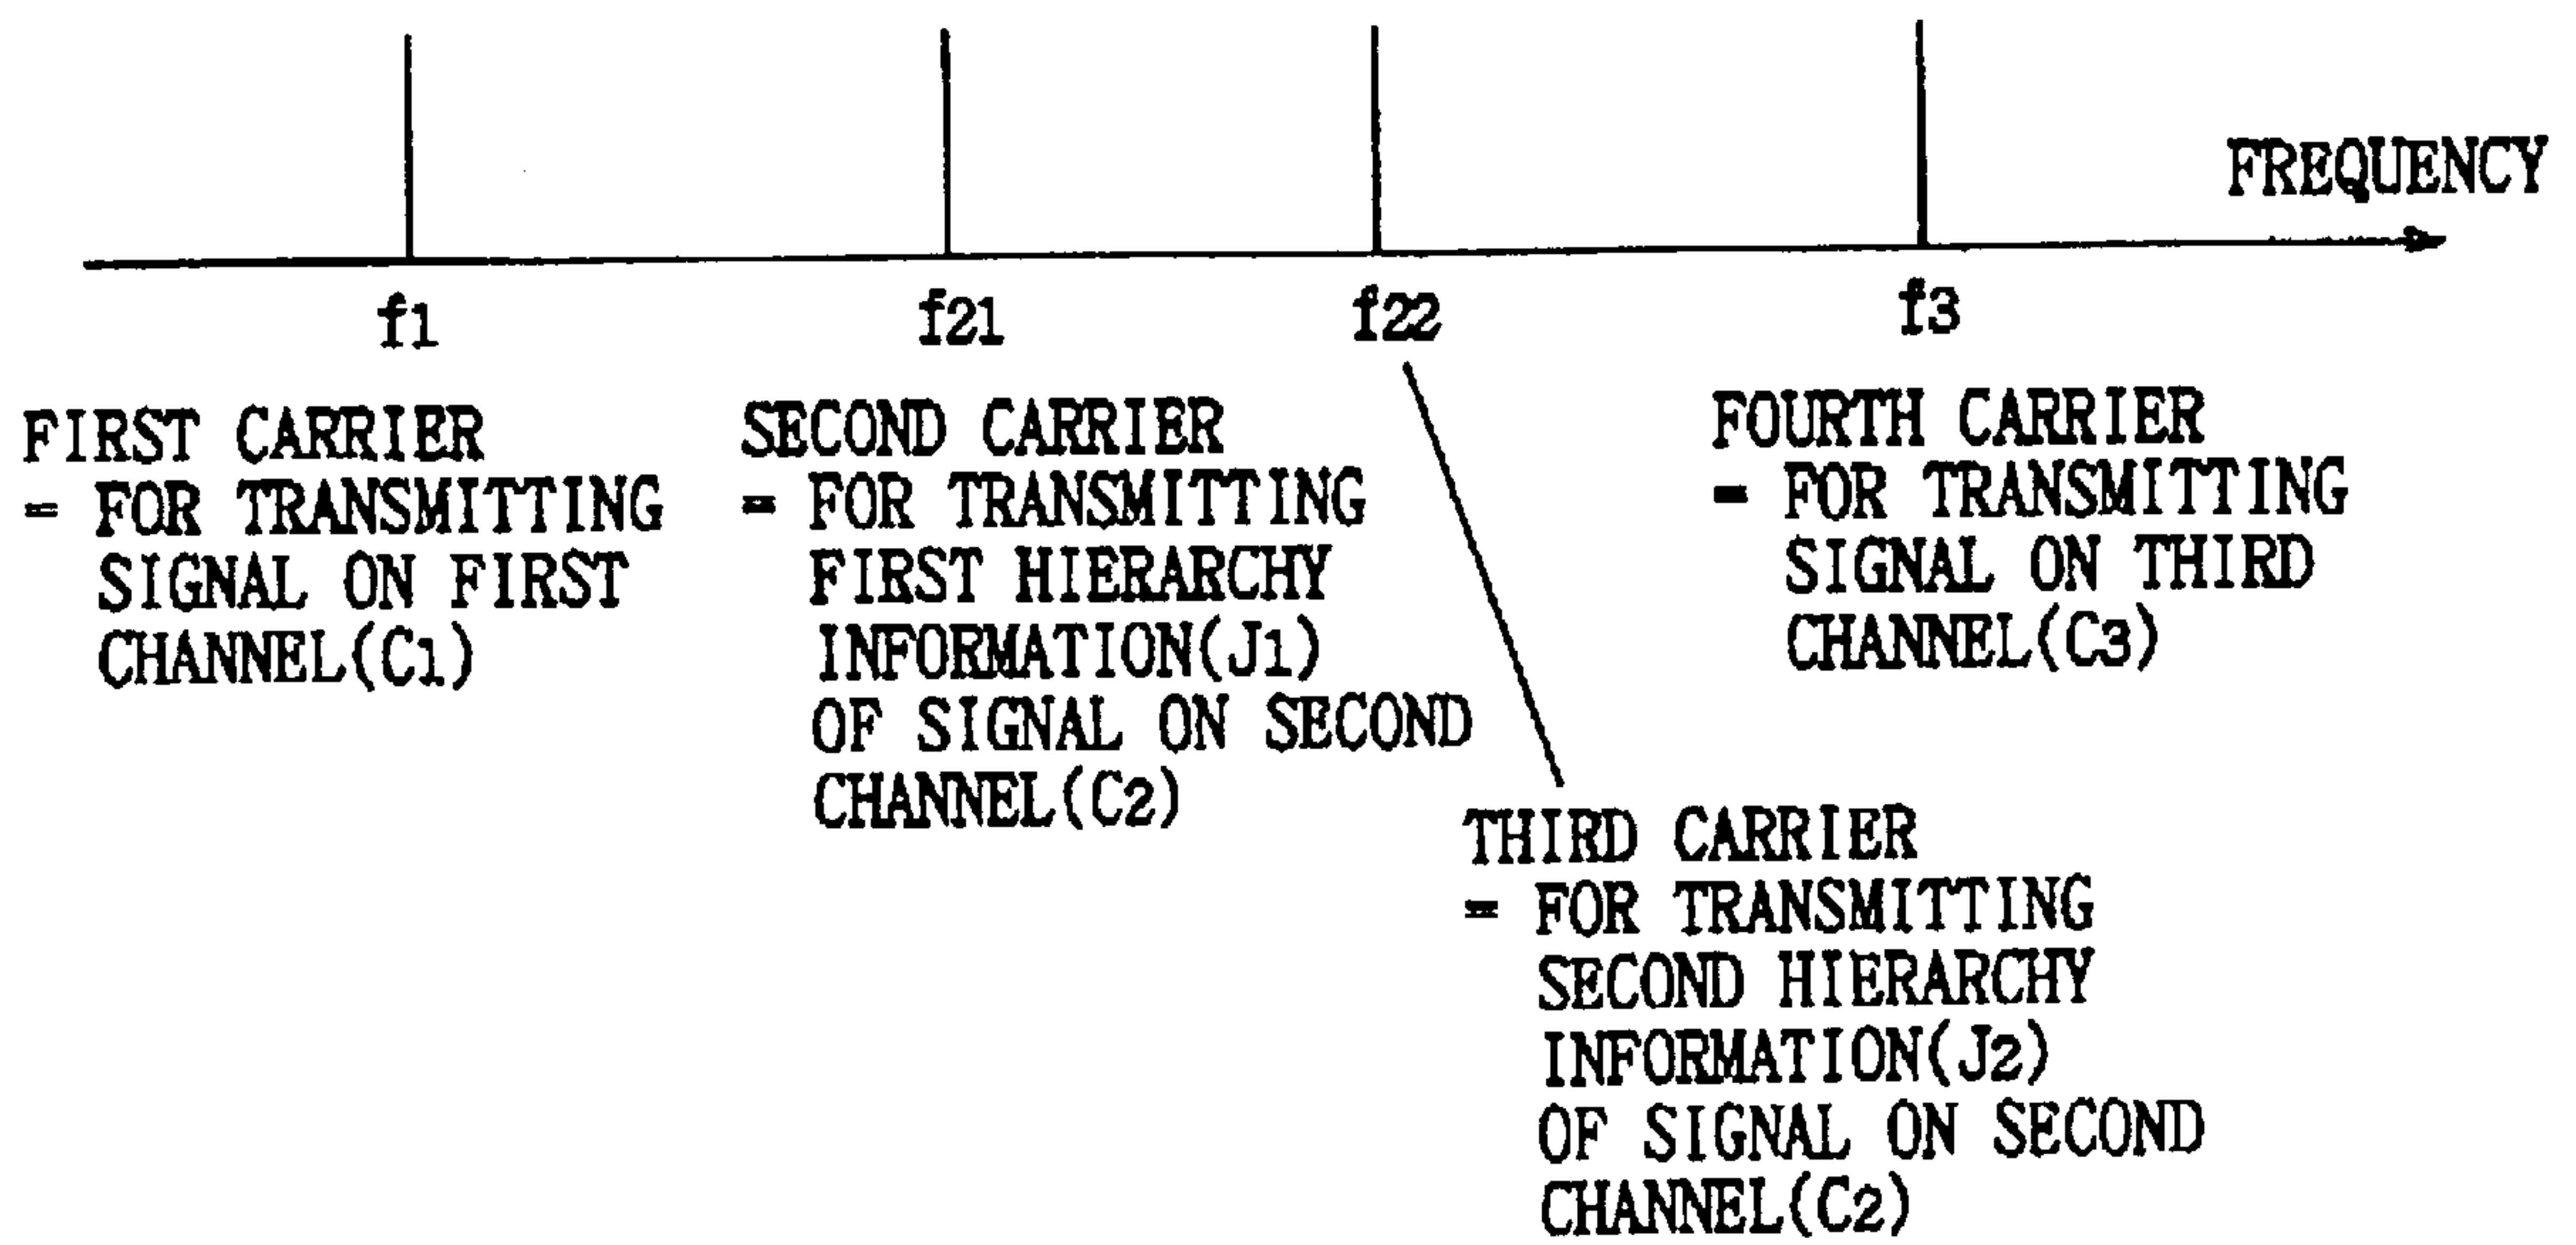 FREQUENCY
f1
f21
f22
f3
FIRST CARRIER
= FOR TRANSMITTING
SIGNAL ON FIRST
CHANNEL(C1)
SECOND CARRIER
= FOR TRANSMITTING
FIRST HIERARCHY
INFORMATION(J1)
OF SIGNAL ON SECOND
CHANNEL(C2)
FOURTH CARRIER
= FOR TRANSMITTING
SIGNAL ON THIRD
CHANNEL(C3)
THIRD CARRIER
= FOR TRANSMITTING
SECOND HIERARCHY
INFORMATION(J2)
OF SIGNAL ON SECOND
CHANNEL(C2)